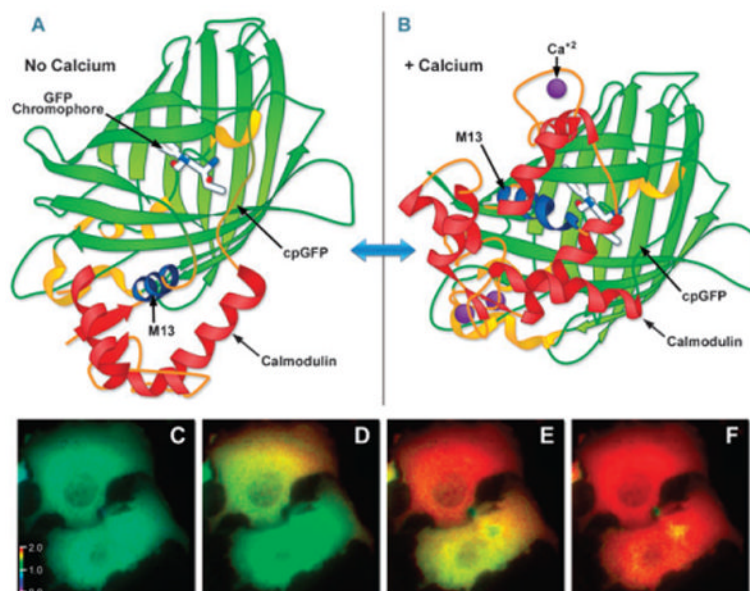 A
No Calcium
GFP
Chromophore
cpGFP
M13
Calmodulin
B
+ Calcium
Ca+2
M13
cpGFP
Calmodulin
C
D
E
F
2.0
1.0